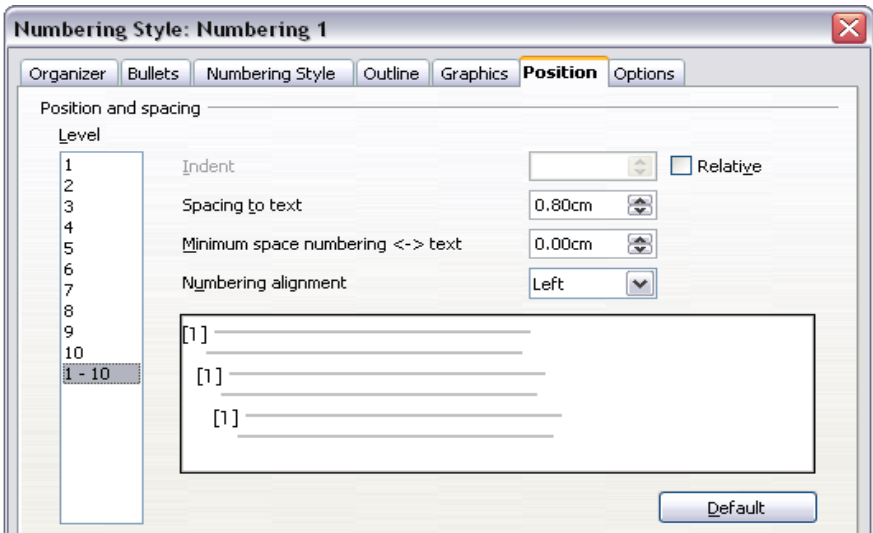 Numbering Style: Numbering 1
Organizer Bullets Numbering Style Outline Graphics Position Options
Position and spacing
Level
1
2
3
4
5
6
7
8
9
10
1 - 10
Indent Relative
Spacing to text 0.80cm
Minimum space numbering <-> text 0.00cm
Numbering alignment Left
[1]
[1]
[1]
Default